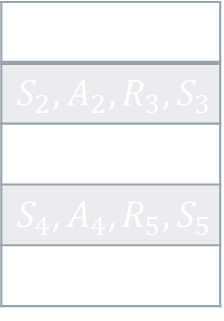 S₂, A₂, R₃, S₃
S₄, A₄, R₅, S₅